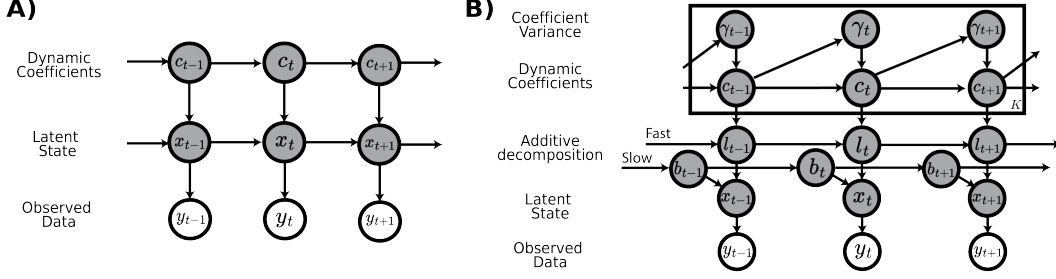 A)
Dynamic
Coefficients
c_{t-1} c_t c_{t+1}
Latent
State
x_{t-1} x_t x_{t+1}
Observed
Data
y_{t-1} y_t y_{t+1}
B)
Coefficient
Variance
γ_{t-1} γ_t γ_{t+1}
Dynamic
Coefficients
c_{t-1} c_t c_{t+1}
K
Additive
decomposition
Fast
l_{t-1} l_t l_{t+1}
Slow
b_{t-1} b_t b_{t+1}
Latent
State
x_{t-1} x_t x_{t+1}
Observed
Data
y_{t-1} y_t y_{t+1}